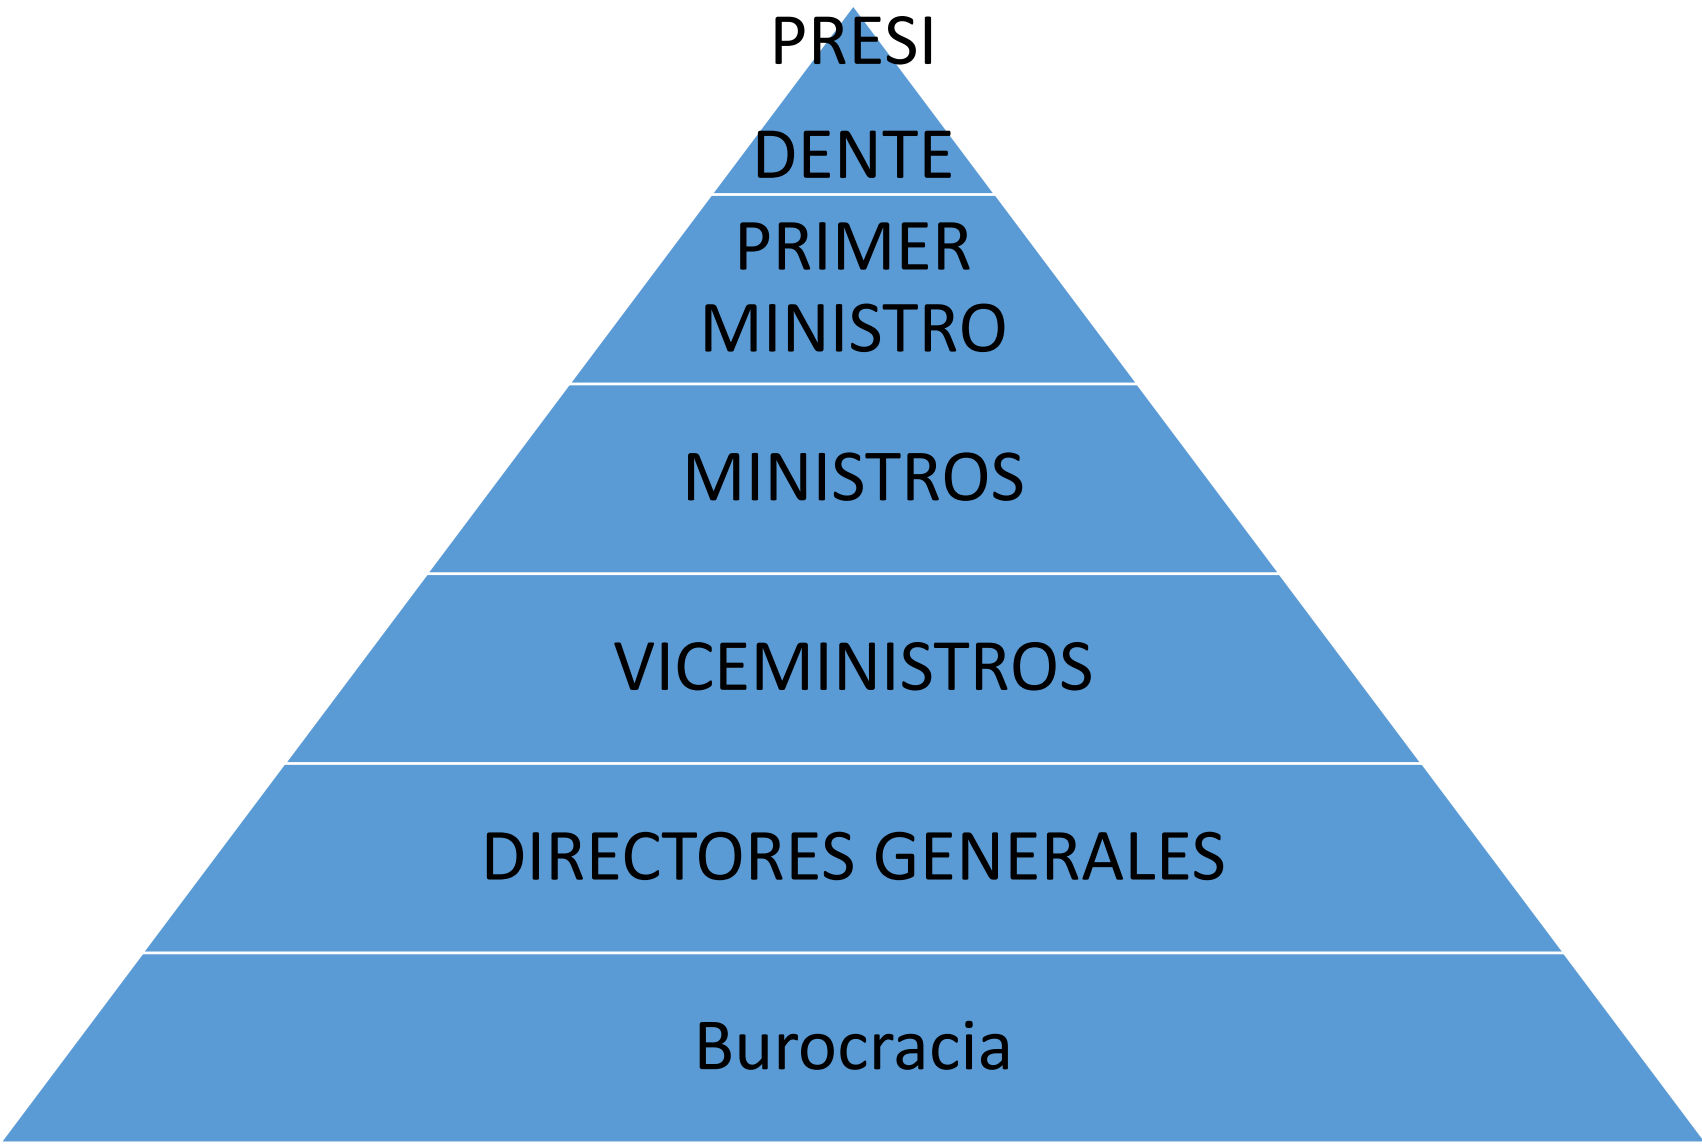 PRESI
DENTE
PRIMER
MINISTRO
MINISTROS
VICEMINISTROS
DIRECTORES GENERALES
Burocracia